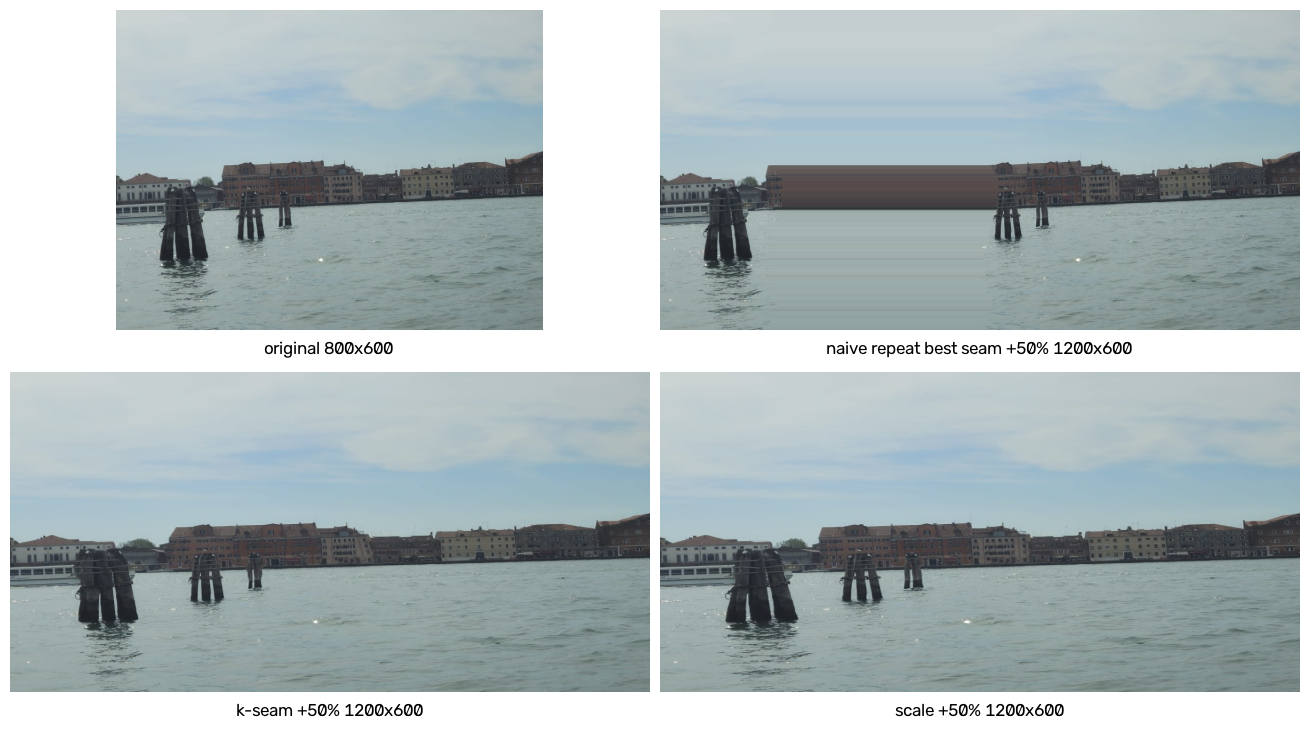 original 800x600
naive repeat best seam +50% 1200x600
k-seam +50% 1200x600
scale +50% 1200x600